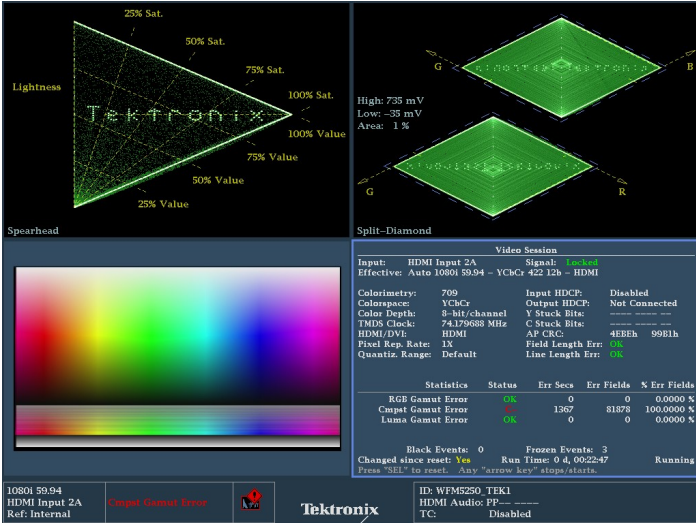 25% Sat.
50% Sat.
75% Sat.
Lightness
100% Sat.
Tektronix
100% Value
75% Value
50% Value
25% Value
Spearhead
G
B
High: 735 mV
Low: -35 mV
Area: 1 %
G
R
Split-Diamond
Video Session
Input: HDMI Input 2A Signal: Locked
Effective: Auto 1080i 59.94 - YCbCr 422 12b - HDMI
Colorimetry: 709 Input HDCP: Disabled
Colorspace: YCbCr Output HDCP: Not Connected
Color Depth: 8-bit/channel Y Stuck Bits: ---- ---- ----
TMDS Clock: 74.179688 MHz C Stuck Bits: ---- ---- ----
HDMI/DVI: HDMI AP CRC: 4EBEh 99B1h
Pixel Rep. Rate: 1X Field Length Err: OK
Quantiz. Range: Default Line Length Err: OK
Statistics Status Err Secs Err Fields % Err Fields
RGB Gamut Error OK 0 0 0.0000 %
Cmpst Gamut Error 1367 81878 100.0000 %
Luma Gamut Error OK 0 0 0.0000 %
Black Events: 0 Frozen Events: 3
Changed since reset: Yes Run Time: 0 d, 00:22:47 Running
Press "SEL" to reset. Any "arrow key" stops/starts.
1080i 59.94
HDMI Input 2A
Ref: Internal
Cmpst Gamut Error
Tektronix
ID: WFM5250_TEK1
HDMI Audio: PP-- ----
TC: Disabled